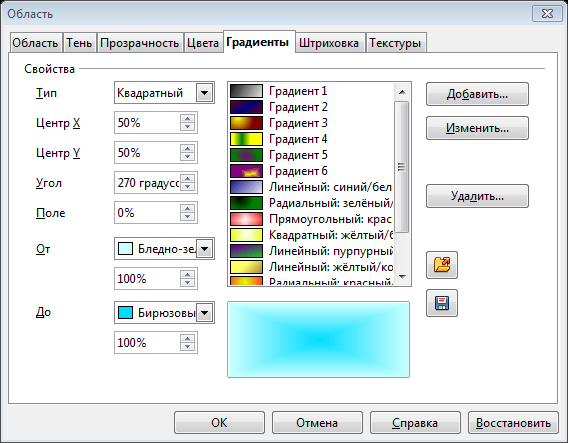 Область
Область Тень Прозрачность Цвета Градиенты Штриховка Текстуры
Свойства
Тип Квадратный
Центр X 50%
Центр Y 50%
Угол 270 градусо
Поле 0%
От Бледно-зел
100%
До Бирюзовы
100%
Градиент 1
Градиент 2
Градиент 3
Градиент 4
Градиент 5
Градиент 6
Линейный: синий/бел
Радиальный: зелёный/
Прямоугольный: крас
Квадратный: жёлтый/б
Линейный: пурпурный
Линейный: жёлтый/ко
Радиальный: красный/
Добавить...
Изменить...
Удалить...
ОК Отмена Справка Восстановить